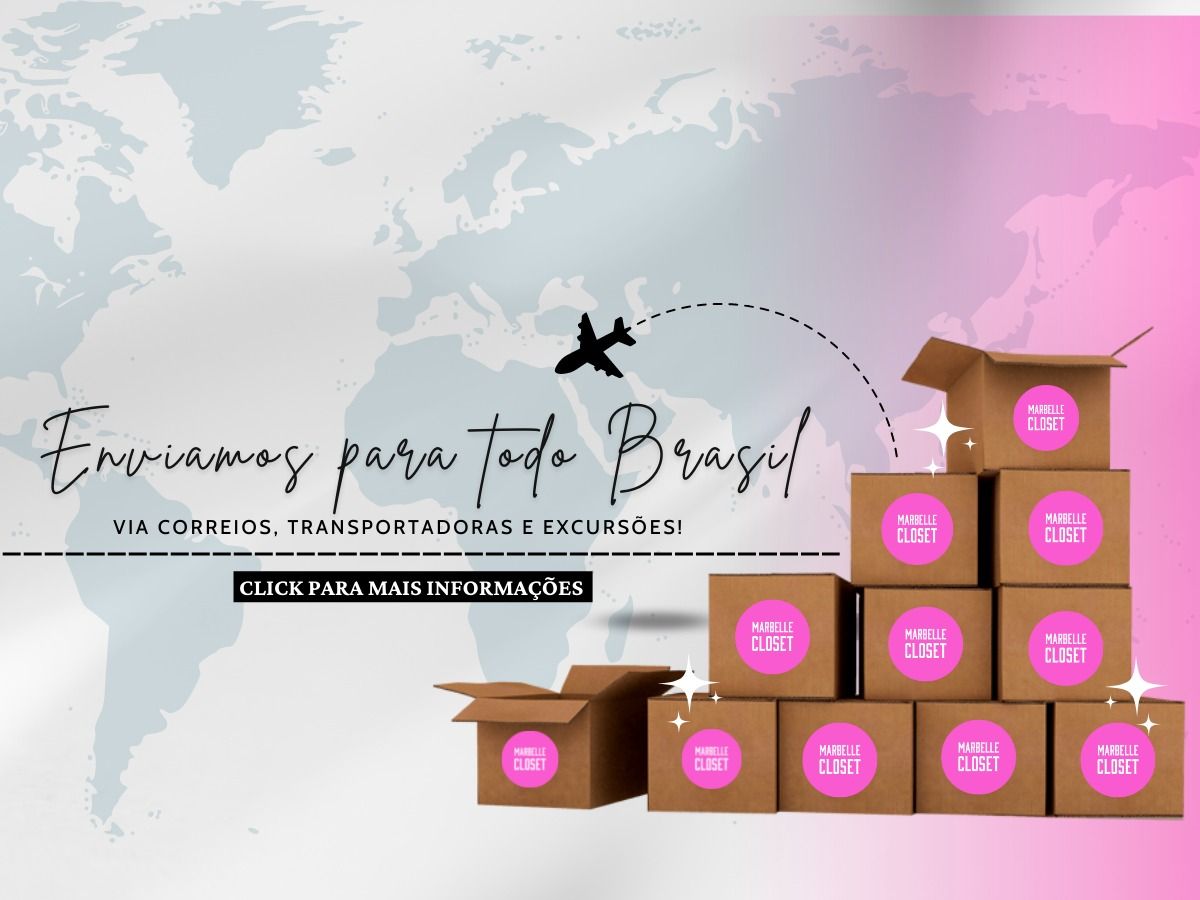 Enviamos para todo Brasil
VIA CORREIOS, TRANSPORTADORAS E EXCURSÕES!
CLICK PARA MAIS INFORMAÇÕES
MARBELLE
CLOSET
MARBELLE
CLOSET
MARBELLE
CLOSET
MARBELLE
CLOSET
MARBELLE
CLOSET
MARBELLE
CLOSET
MARBELLE
CLOSET
MARBELLE
CLOSET
MARBELLE
CLOSET
MARBELLE
CLOSET
MARBELLE
CLOSET